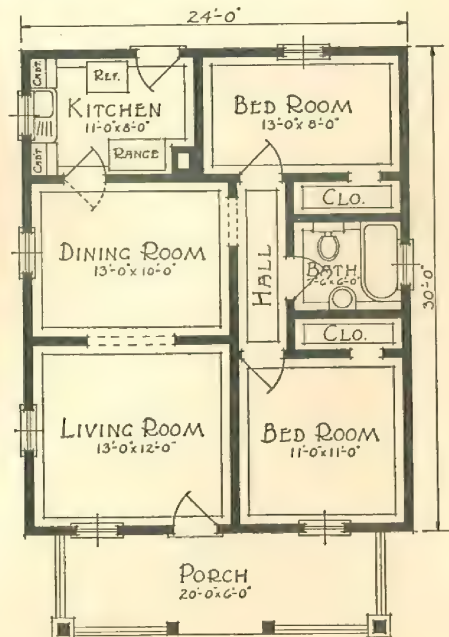 24'-0"
CABT.
REF.
KITCHEN
11'-0"x8'-0"
RANGE
CABT
BED ROOM
13'-0"x8'-0"
CLO.
DINING ROOM
13'-0"x10'-0"
HALL
BATH
CLO.
30'-0"
LIVING ROOM
13'-0"x12'-0"
BED ROOM
11'-0"x11'-0"
PORCH
20'-0"x6'-0"